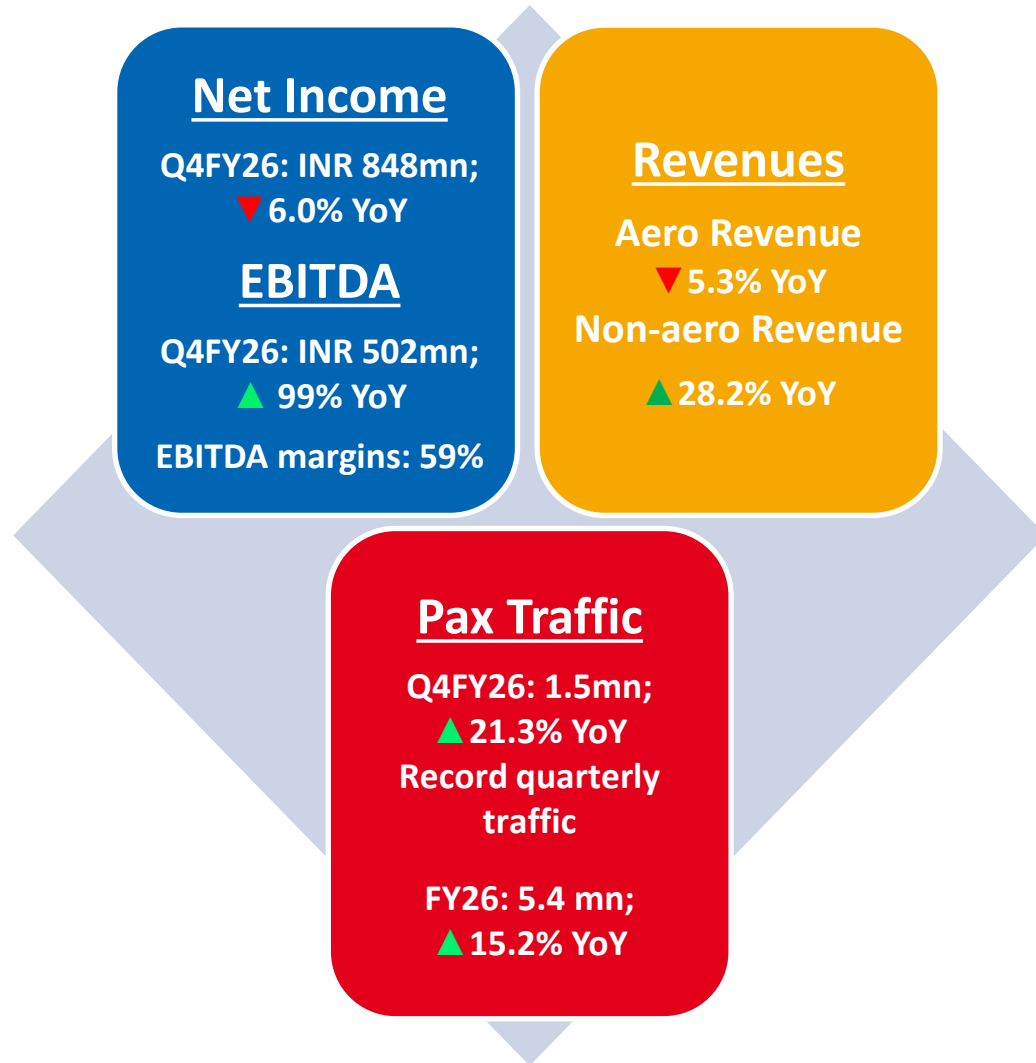 Net Income
Q4FY26: INR 848mn;
▼ 6.0% YoY
EBITDA
Q4FY26: INR 502mn;
▲ 99% YoY
EBITDA margins: 59%
Revenues
Aero Revenue
▼ 5.3% YoY
Non-aero Revenue
▲ 28.2% YoY
Pax Traffic
Q4FY26: 1.5mn;
▲ 21.3% YoY
Record quarterly
traffic
FY26: 5.4 mn;
▲ 15.2% YoY